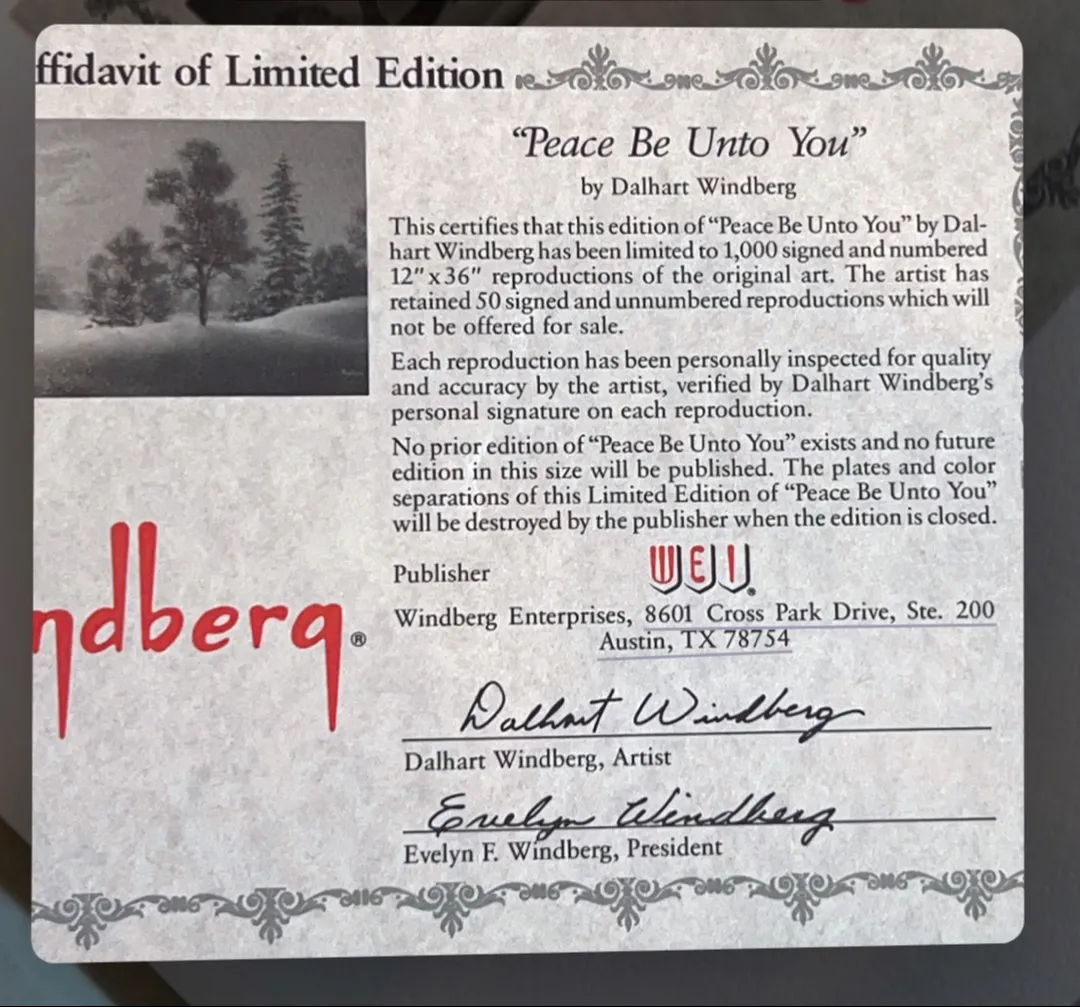 ffidavit of Limited Edition
"Peace Be Unto You"
by Dalhart Windberg
This certifies that this edition of "Peace Be Unto You" by Dal-
hart Windberg has been limited to 1,000 signed and numbered
12" x 36" reproductions of the original art. The artist has
retained 50 signed and unnumbered reproductions which will
not be offered for sale.
Each reproduction has been personally inspected for quality
and accuracy by the artist, verified by Dalhart Windberg's
personal signature on each reproduction.
No prior edition of "Peace Be Unto You" exists and no future
edition in this size will be published. The plates and color
separations of this Limited Edition of "Peace Be Unto You"
will be destroyed by the publisher when the edition is closed.
ndberg®
Publisher WEI®
Windberg Enterprises, 8601 Cross Park Drive, Ste. 200
Austin, TX 78754
Dalhart Windberg
Dalhart Windberg, Artist
Evelyn Windberg
Evelyn F. Windberg, President